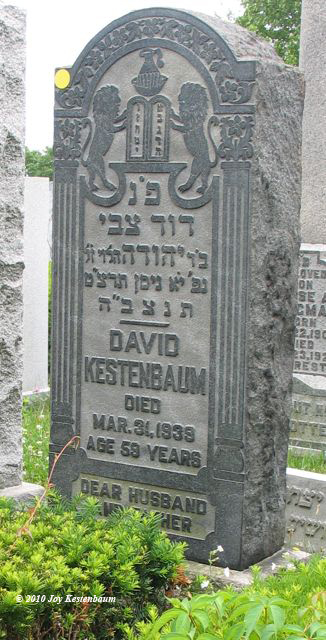 פ״נ
דוד צבי
ב״ר יהודה הלוי ז״ל
נפ׳ י״א ניסן תרצ״ט
ת נ צ ב״ה
DAVID
KESTENBAUM
DIED
MAR. 31. 1939
AGE 59 YEARS
DEAR HUSBAND
© 2010 Joy Kestenbaum